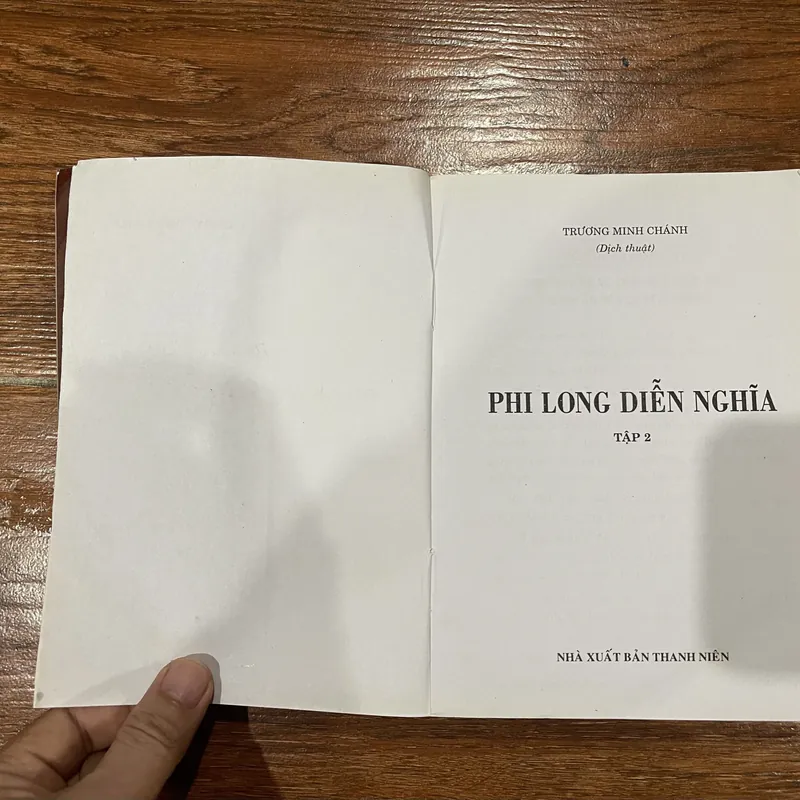 TRƯƠNG MINH CHÁNH
(Dịch thuật)
PHI LONG DIỄN NGHĨA
TẬP 2
NHÀ XUẤT BẢN THANH NIÊN